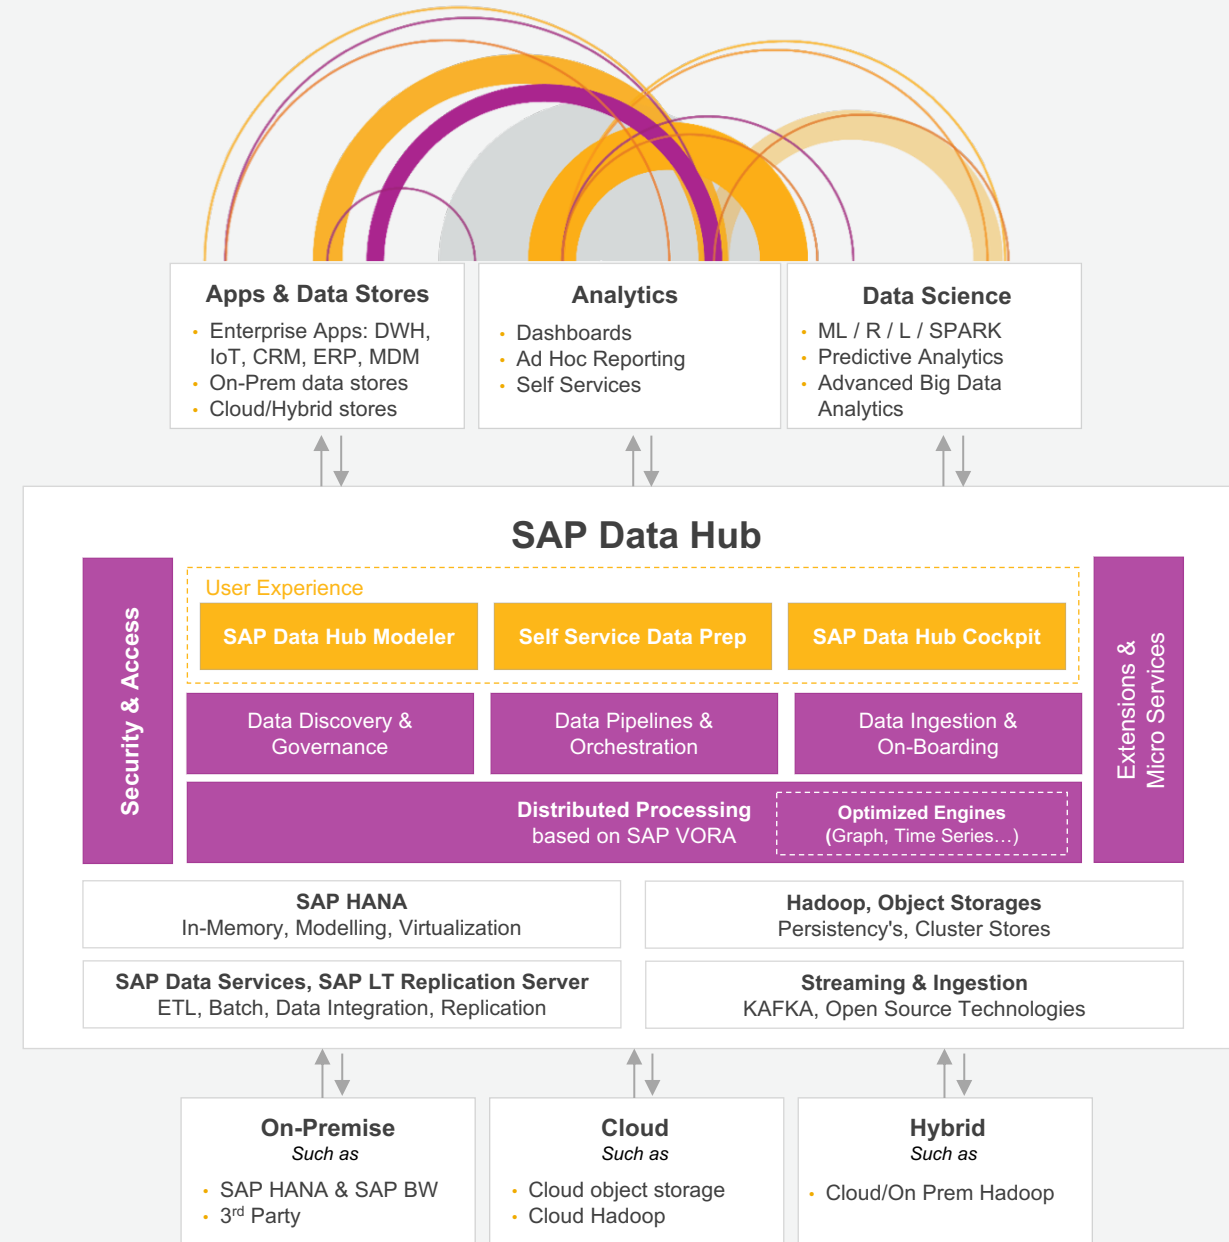 Apps & Data Stores
• Enterprise Apps: DWH,
IoT, CRM, ERP, MDM
• On-Prem data stores
• Cloud/Hybrid stores
Analytics
• Dashboards
• Ad Hoc Reporting
• Self Services
Data Science
• ML / R / L / SPARK
• Predictive Analytics
• Advanced Big Data
Analytics
SAP Data Hub
Security & Access
User Experience
SAP Data Hub Modeler
Self Service Data Prep
SAP Data Hub Cockpit
Data Discovery &
Governance
Data Pipelines &
Orchestration
Data Ingestion &
On-Boarding
Distributed Processing
based on SAP VORA
Optimized Engines
(Graph, Time Series…)
Extensions &
Micro Services
SAP HANA
In-Memory, Modelling, Virtualization
Hadoop, Object Storages
Persistency's, Cluster Stores
SAP Data Services, SAP LT Replication Server
ETL, Batch, Data Integration, Replication
Streaming & Ingestion
KAFKA, Open Source Technologies
On-Premise
Such as
• SAP HANA & SAP BW
• 3rd Party
Cloud
Such as
• Cloud object storage
• Cloud Hadoop
Hybrid
Such as
• Cloud/On Prem Hadoop